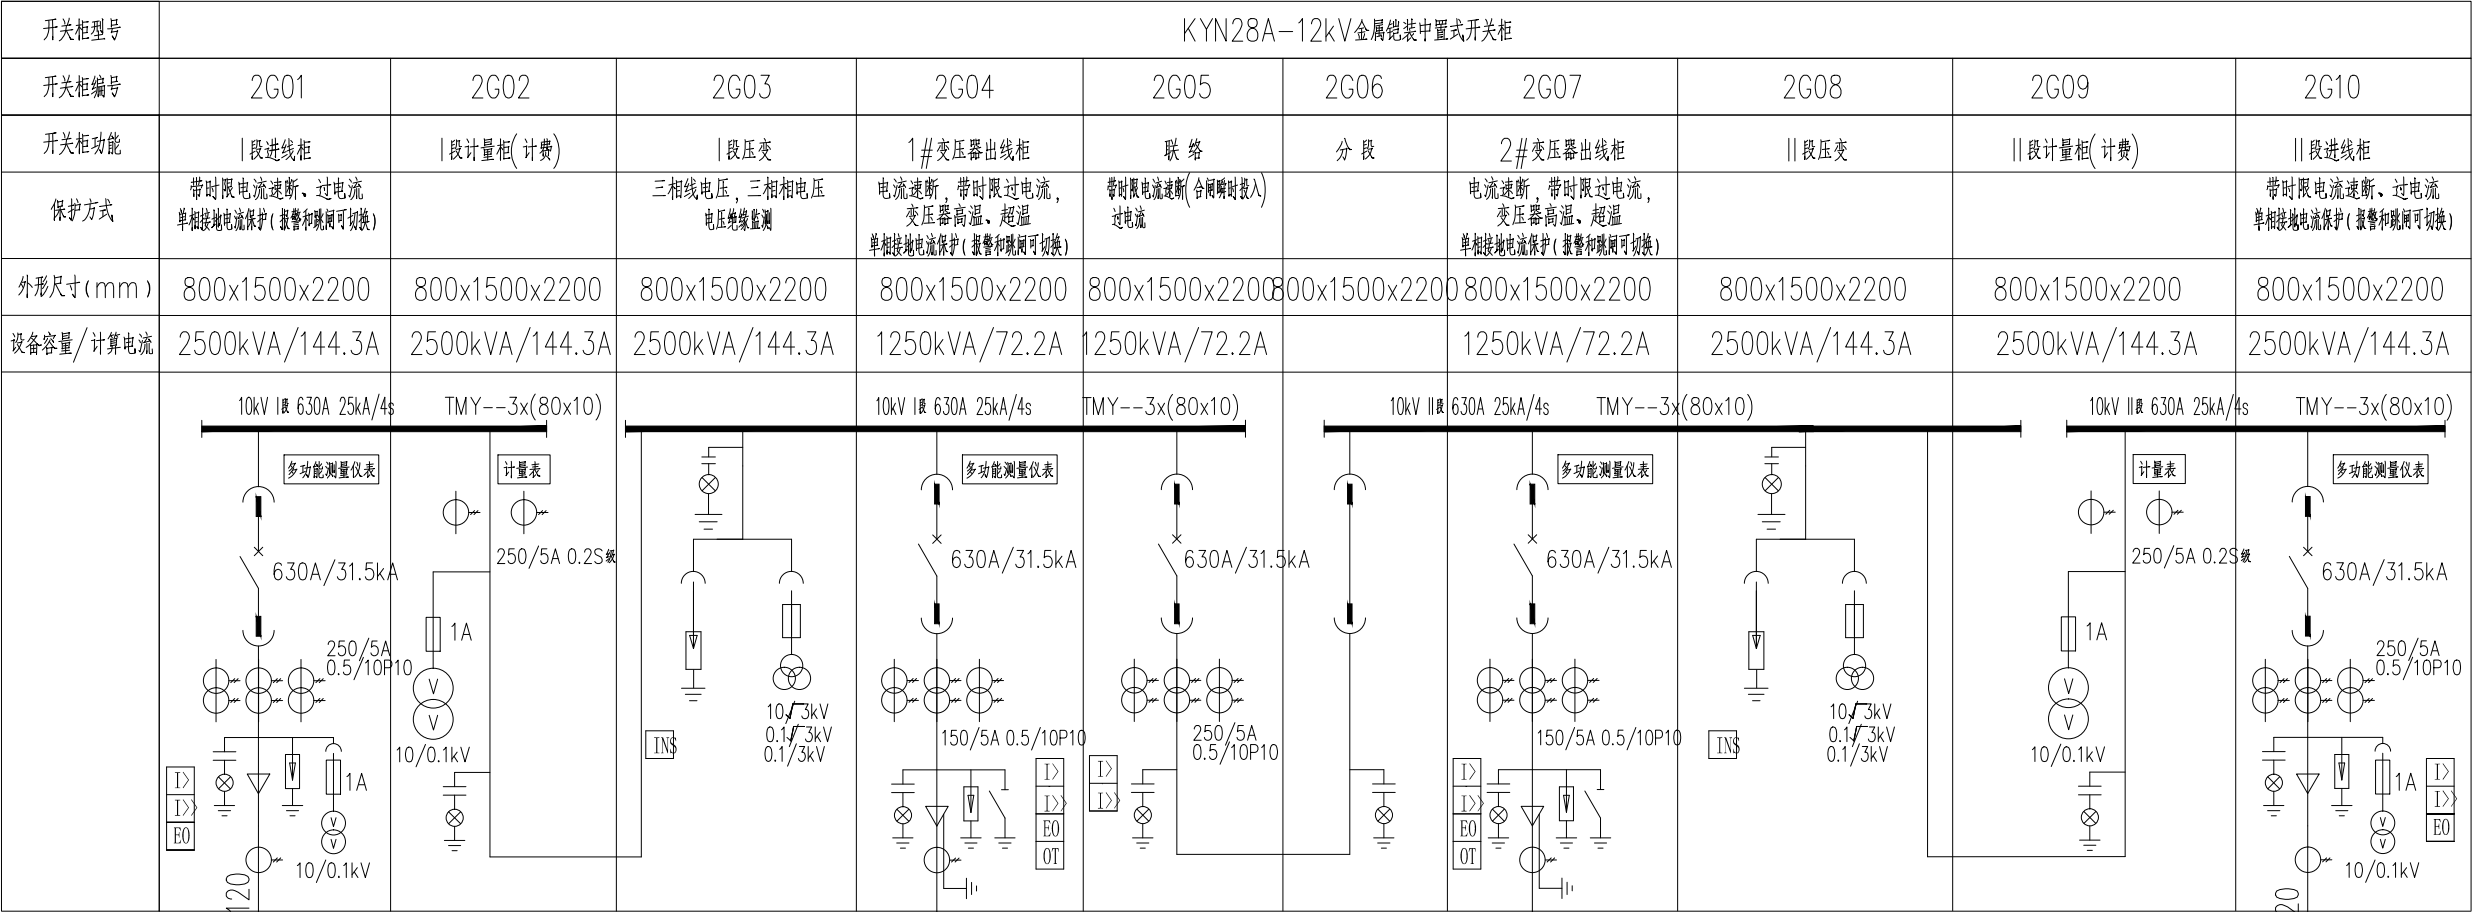 开关柜型号 KYN28A-12kV金属铠装中置式开关柜
开关柜编号 2G01 2G02 2G03 2G04 2G05 2G06 2G07 2G08 2G09 2G10
开关柜功能 I段进线柜 I段计量柜(计费) I段压变 1#变压器出线柜 联络 分段 2#变压器出线柜 II段压变 II段计量柜(计费) II段进线柜
保护方式
带时限电流速断、过电流
单相接地电流保护(报警和跳闸可切换)
三相线电压,三相相电压
电压绝缘监测
电流速断,带时限过电流,
变压器高温、超温
单相接地电流保护(报警和跳闸可切换)
带时限电流速断(合闸瞬时投入)
过电流
电流速断,带时限过电流,
变压器高温、超温
单相接地电流保护(报警和跳闸可切换)
带时限电流速断、过电流
单相接地电流保护(报警和跳闸可切换)
外形尺寸(mm) 800x1500x2200 800x1500x2200 800x1500x2200 800x1500x2200 800x1500x2200 800x1500x2200 800x1500x2200 800x1500x2200 800x1500x2200 800x1500x2200
设备容量/计算电流 2500kVA/144.3A 2500kVA/144.3A 2500kVA/144.3A 1250kVA/72.2A 1250kVA/72.2A 1250kVA/72.2A 2500kVA/144.3A 2500kVA/144.3A 2500kVA/144.3A
10kV I段 630A 25kA/4s TMY--3x(80x10) 10kV I段 630A 25kA/4s TMY--3x(80x10) 10kV II段 630A 25kA/4s TMY--3x(80x10) 10kV II段 630A 25kA/4s TMY--3x(80x10)
多功能测量仪表
630A/31.5kA
250/5A
0.5/10P10
1A
I>
I>>
EO
10/0.1kV
120
计量表
250/5A 0.2S级
1A
V
V
10/0.1kV
INS
10√3kV
0.1√3kV
0.1/3kV
多功能测量仪表
630A/31.5kA
150/5A 0.5/10P10
I>
I>>
EO
OT
630A/31.5kA
250/5A
0.5/10P10
I>
I>>
多功能测量仪表
630A/31.5kA
150/5A 0.5/10P10
I>
I>>
EO
OT
INS
10√3kV
0.1√3kV
0.1/3kV
计量表
250/5A 0.2S级
1A
V
V
10/0.1kV
多功能测量仪表
630A/31.5kA
250/5A
0.5/10P10
1A
I>
I>>
EO
V
V
10/0.1kV
20